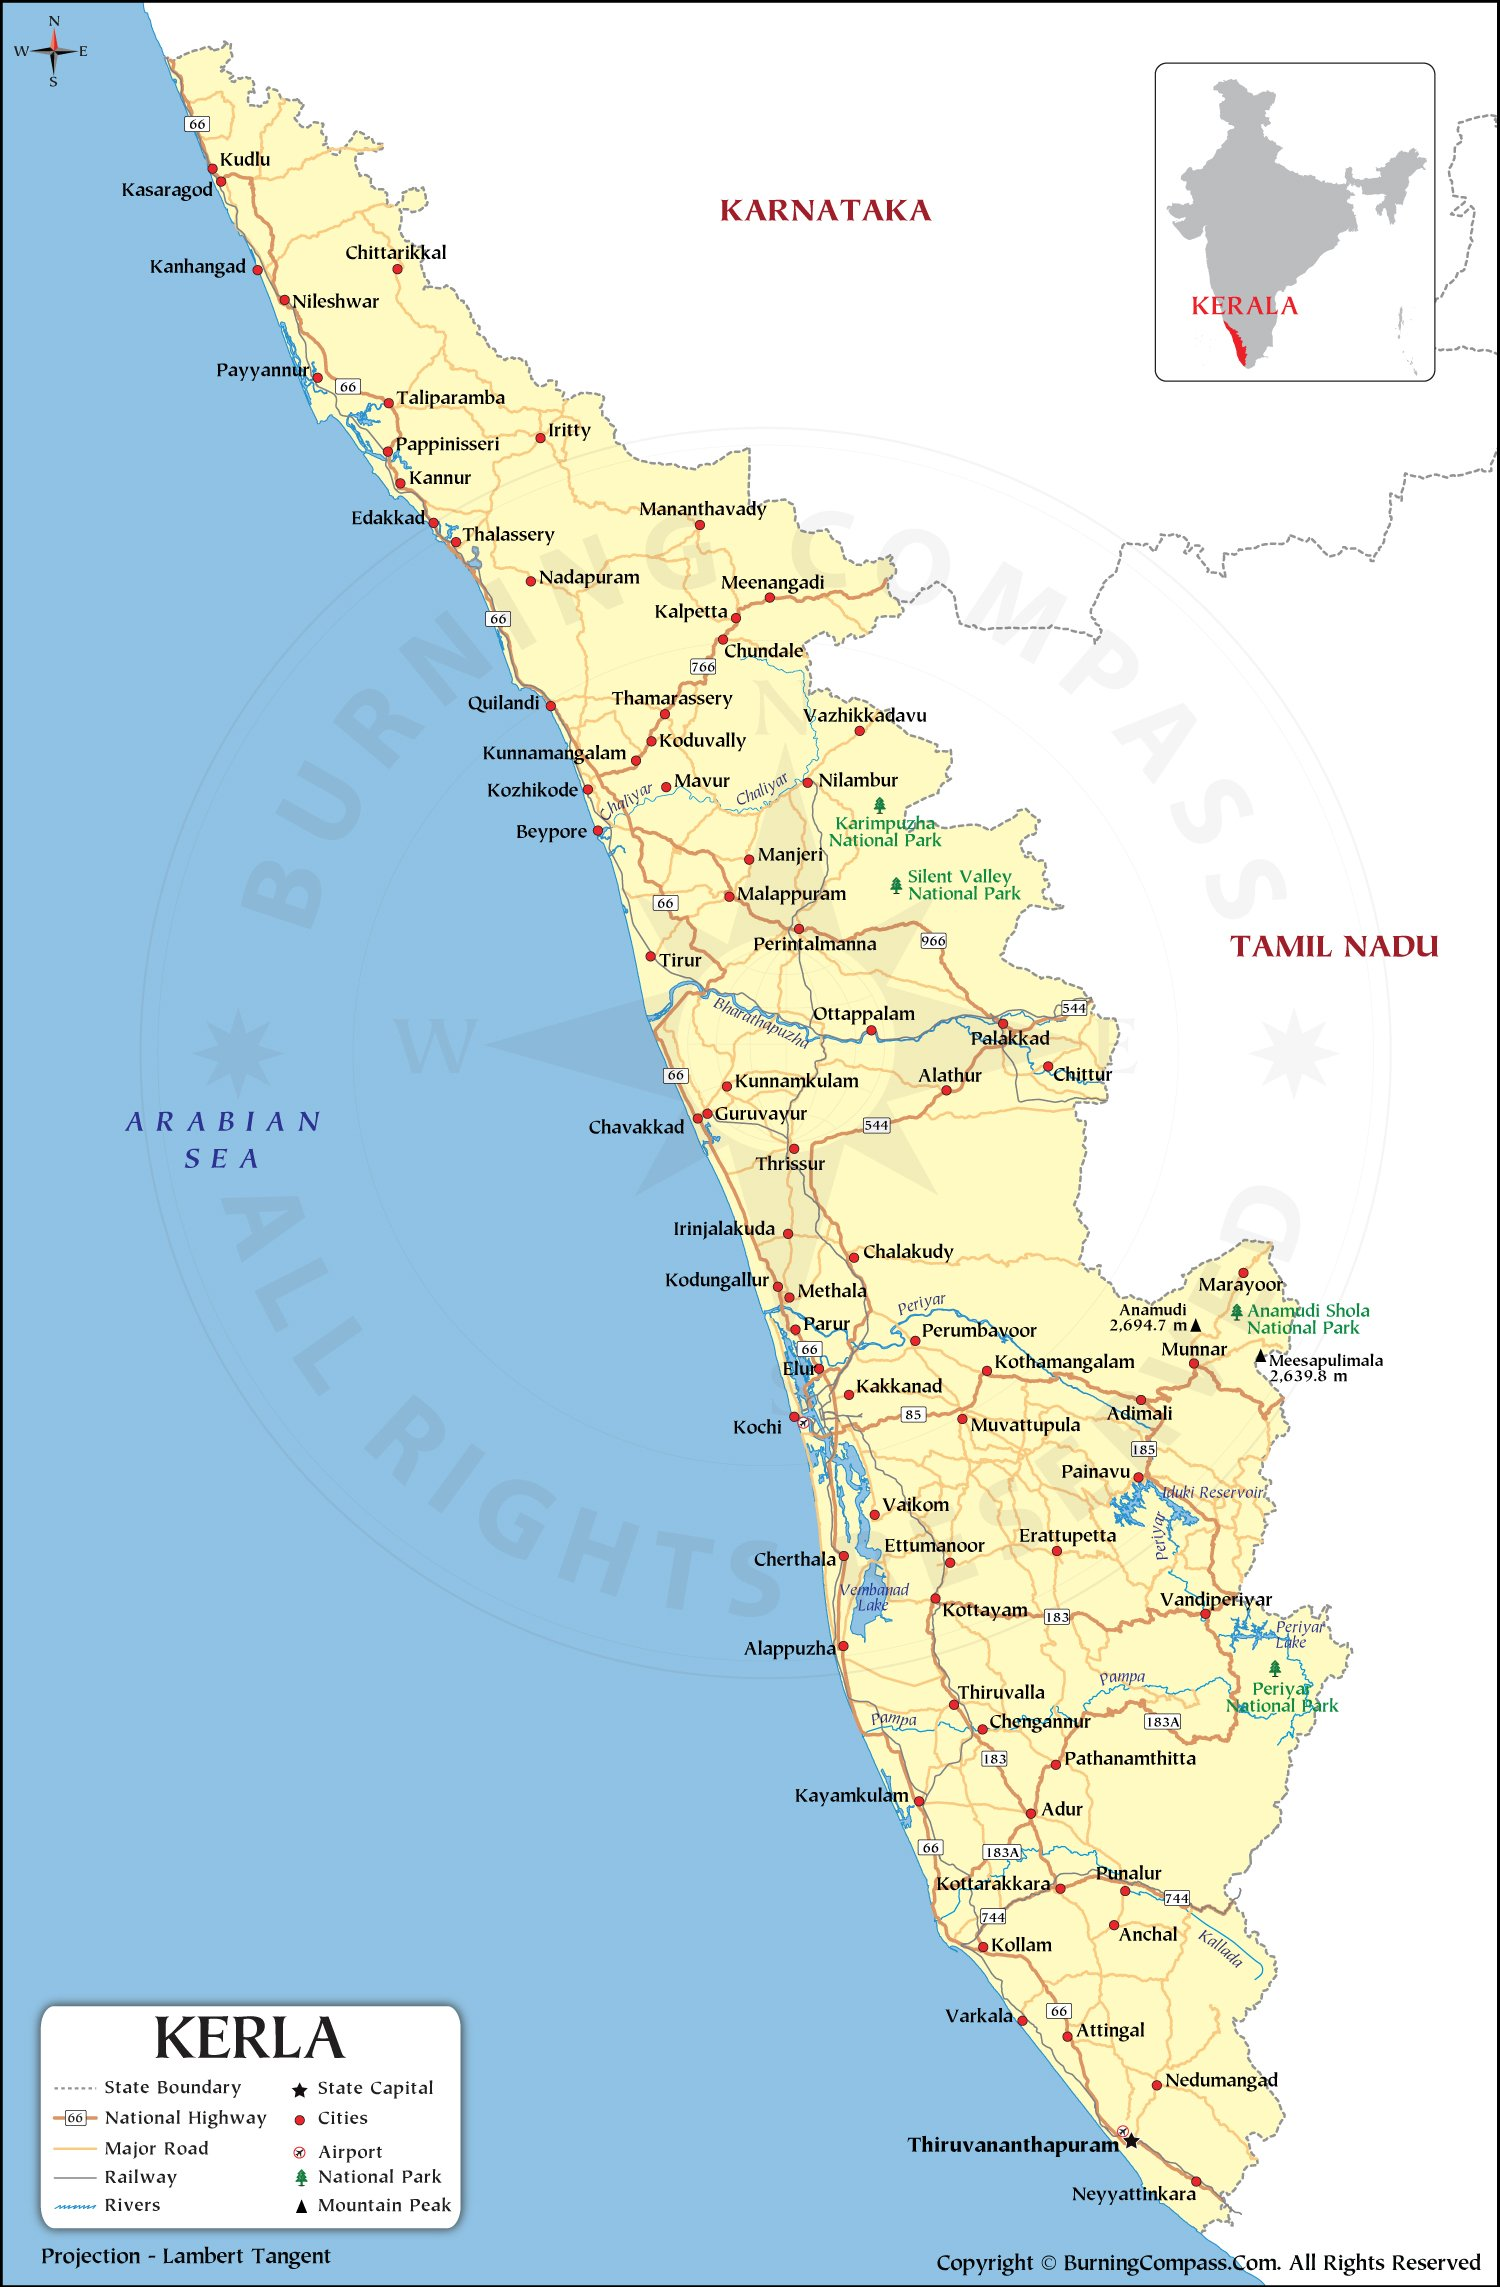 N
W E
S
66
Kudlu
Kasaragod
KARNATAKA
Chittarikkal
Kanhangad
Nileshwar
KERALA
Payyannur
66
Taliparamba
Iritty
Pappinisseri
Kannur
Mananthavady
Edakkad
Thalassery
Nadapuram
Meenangadi
Kalpetta
66
Chundale
766
Thamarassery
Quilandi
Vazhikkadavu
Koduvally
Kunnamangalam
Mavur
Nilambur
Kozhikode
Chaliyar
Chaliyar
Beypore
Karimpuzha
National Park
Manjeri
Silent Valley
National Park
Malappuram
66
Perintalmanna
966
TAMIL NADU
Tirur
Bharathapuzha
Ottappalam
544
Palakkad
66
Kunnamkulam
Alathur
Chittur
Guruvayur
Chavakkad
544
ARABIAN
SEA
Thrissur
Irinjalakuda
Chalakudy
Kodungallur
Methala
Marayoor
Periyar
Anamudi
2,694.7 m
Anamudi Shola
National Park
Parur
Perumbavoor
66
Munnar
Elur
Kothamangalam
Meesapulimala
2,639.8 m
Kakkanad
85
Adimali
Kochi
Muvattupula
185
Painavu
Iduki Reservoir
Vaikom
Periyar
Ettumanoor
Erattupetta
Cherthala
Vembanad
Lake
Kottayam
183
Vandiperiyar
Periyar
Lake
Alappuzha
Pampa
Periyar
National Park
Thiruvalla
Pampa
Chengannur
183A
183
Pathanamthitta
Kayamkulam
Adur
66
183A
Kottarakkara
Punalur
744
744
Anchal
Kollam
Kallada
66
Varkala
Attingal
Nedumangad
Thiruvananthapuram
Neyyattinkara
KERLA
State Boundary
State Capital
66
National Highway
Cities
Major Road
Airport
Railway
National Park
Rivers
Mountain Peak
Projection - Lambert Tangent
Copyright © BurningCompass.Com. All Rights Reserved
BURNING COMPASS
ALL RIGHTS RESERVED
N
W
E